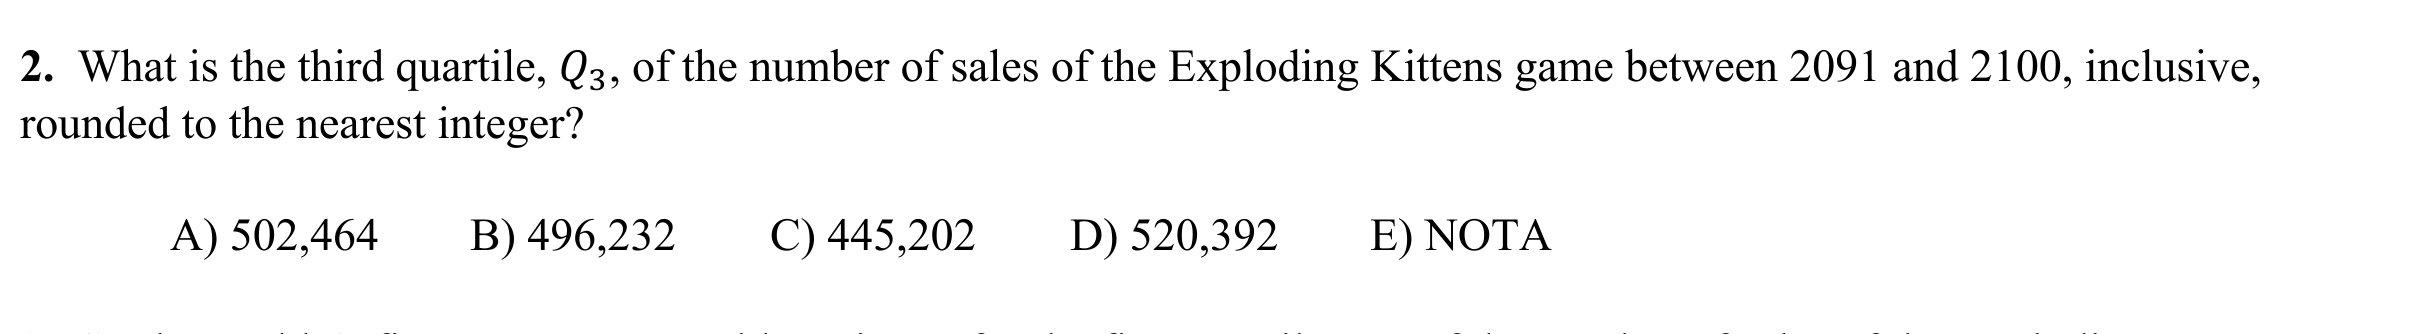 2. What is the third quartile, Q₃, of the number of sales of the Exploding Kittens game between 2091 and 2100, inclusive,
rounded to the nearest integer?
A) 502,464 B) 496,232 C) 445,202 D) 520,392 E) NOTA